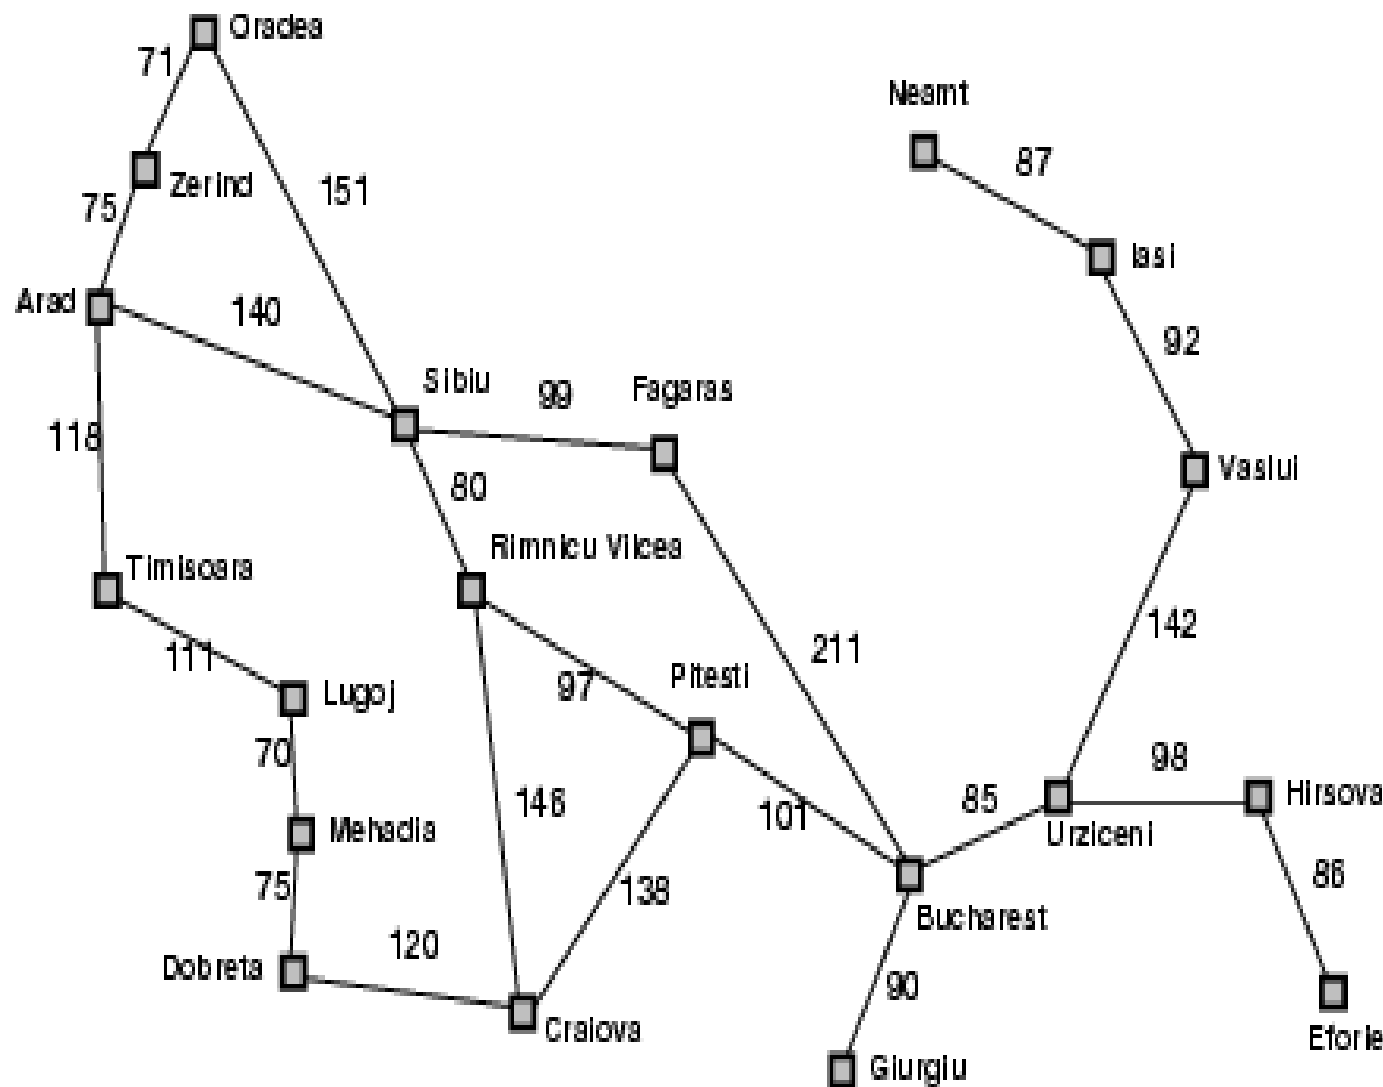 Oradea
71
Neamt
87
Zerind
151
75
Iasi
Arad
140
92
Sibiu
99
Fagaras
118
80
Vaslui
Rimnicu Vilcea
Timisoara
142
211
111
97
Pitesti
Lugoj
70
98
Hirsova
146
101
85
Mehadia
Urziceni
86
75
138
Bucharest
120
Dobreta
90
Craiova
Eforie
Giurgiu